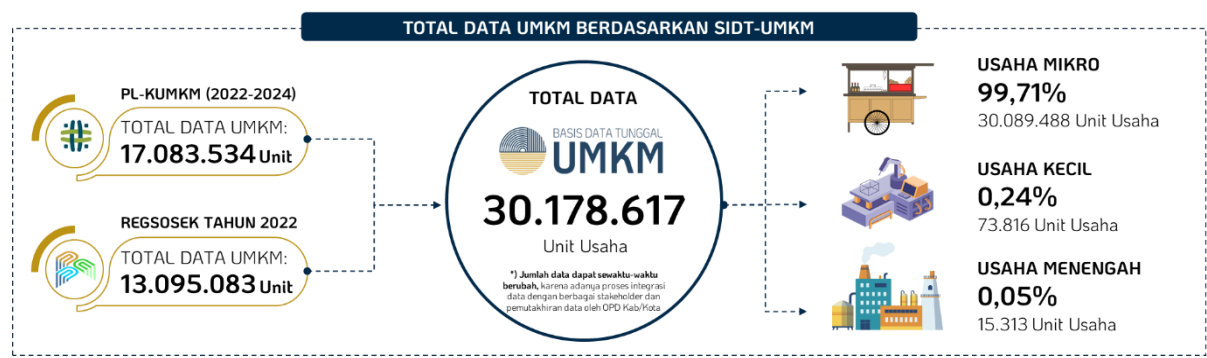 TOTAL DATA UMKM BERDASARKAN SIDT-UMKM
PL-KUMKM (2022-2024)
TOTAL DATA UMKM:
17.083.534 Unit
REGSOSEK TAHUN 2022
TOTAL DATA UMKM:
13.095.083 Unit
TOTAL DATA
BASIS DATA TUNGGAL
UMKM
30.178.617
Unit Usaha
*) Jumlah data dapat sewaktu-waktu
berubah, karena adanya proses integrasi
data dengan berbagai stakeholder dan
pemutakhiran data oleh OPD Kab/Kota
USAHA MIKRO
99,71%
30.089.488 Unit Usaha
USAHA KECIL
0,24%
73.816 Unit Usaha
USAHA MENENGAH
0,05%
15.313 Unit Usaha